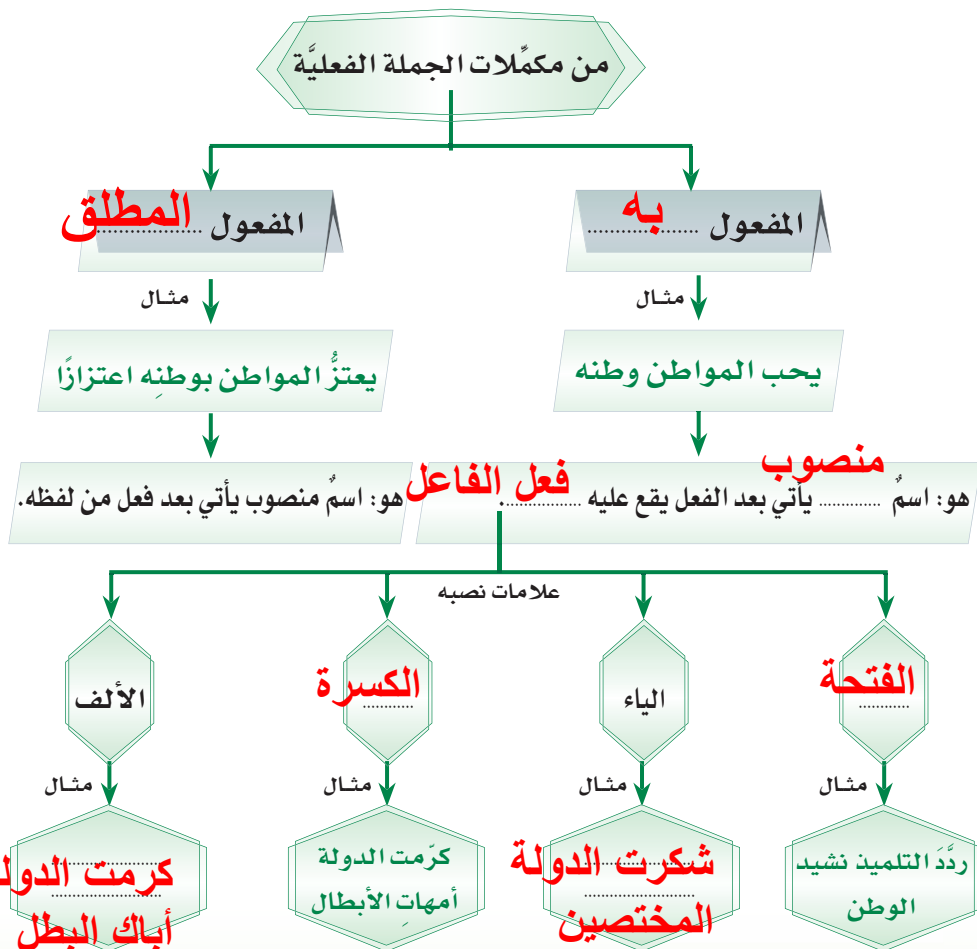 من مكمِّلات الجملة الفعليَّة
المفعول به
المفعول المطلق
مثال
مثال
يحب المواطن وطنه
يعتزُّ المواطن بوطنِه اعتزازًا
هو: اسمٌ منصوب يأتي بعد الفعل يقع عليه فعل الفاعل.
هو: اسمٌ منصوب يأتي بعد فعل من لفظه.
علامات نصبه
الفتحة
الياء
الكسرة
الألف
مثال
مثال
مثال
مثال
ردَّدَ التلميذ نشيد
الوطن
شكرت الدولة
المختصين
كرّمت الدولة
أمهاتِ الأبطال
كرمت الدول
أباك البطل